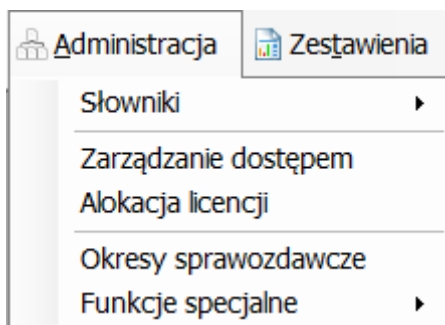 Administracja Zestawienia
Słowniki
Zarządzanie dostępem
Alokacja licencji
Okresy sprawozdawcze
Funkcje specjalne